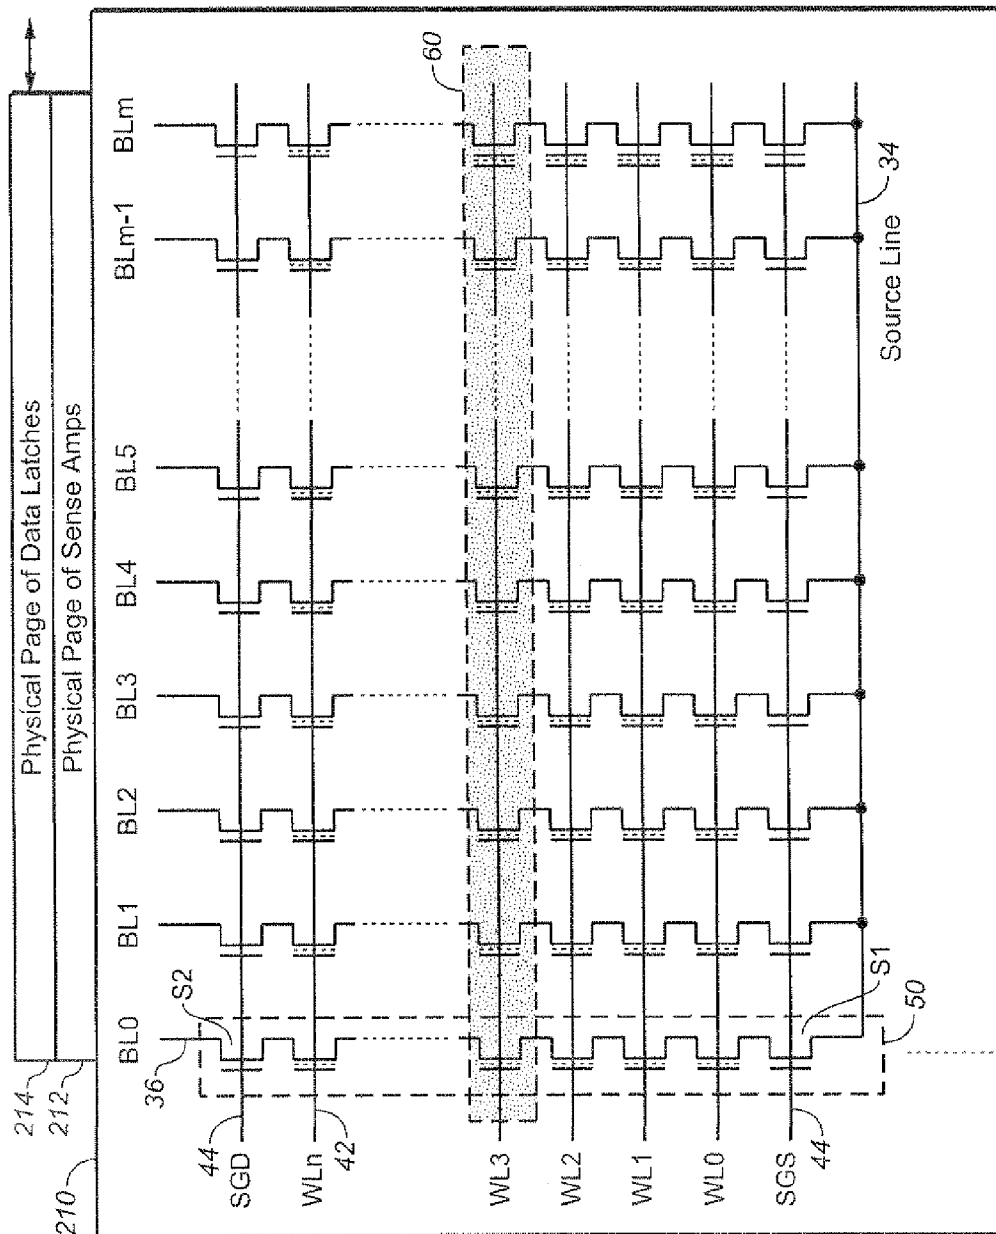 Physical Page of Data Latches
Physical Page of Sense Amps
214
212
210
BL0
BL1
BL2
BL3
BL4
BL5
BLm-1
BLm
36
S2
60
44
SGD
WLn
42
WL3
WL2
WL1
WL0
SGS
44
S1
50
Source Line
34